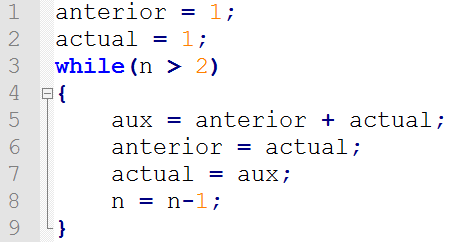 1 anterior = 1;
2 actual = 1;
3 while(n > 2)
4 {
5 aux = anterior + actual;
6 anterior = actual;
7 actual = aux;
8 n = n-1;
9 }